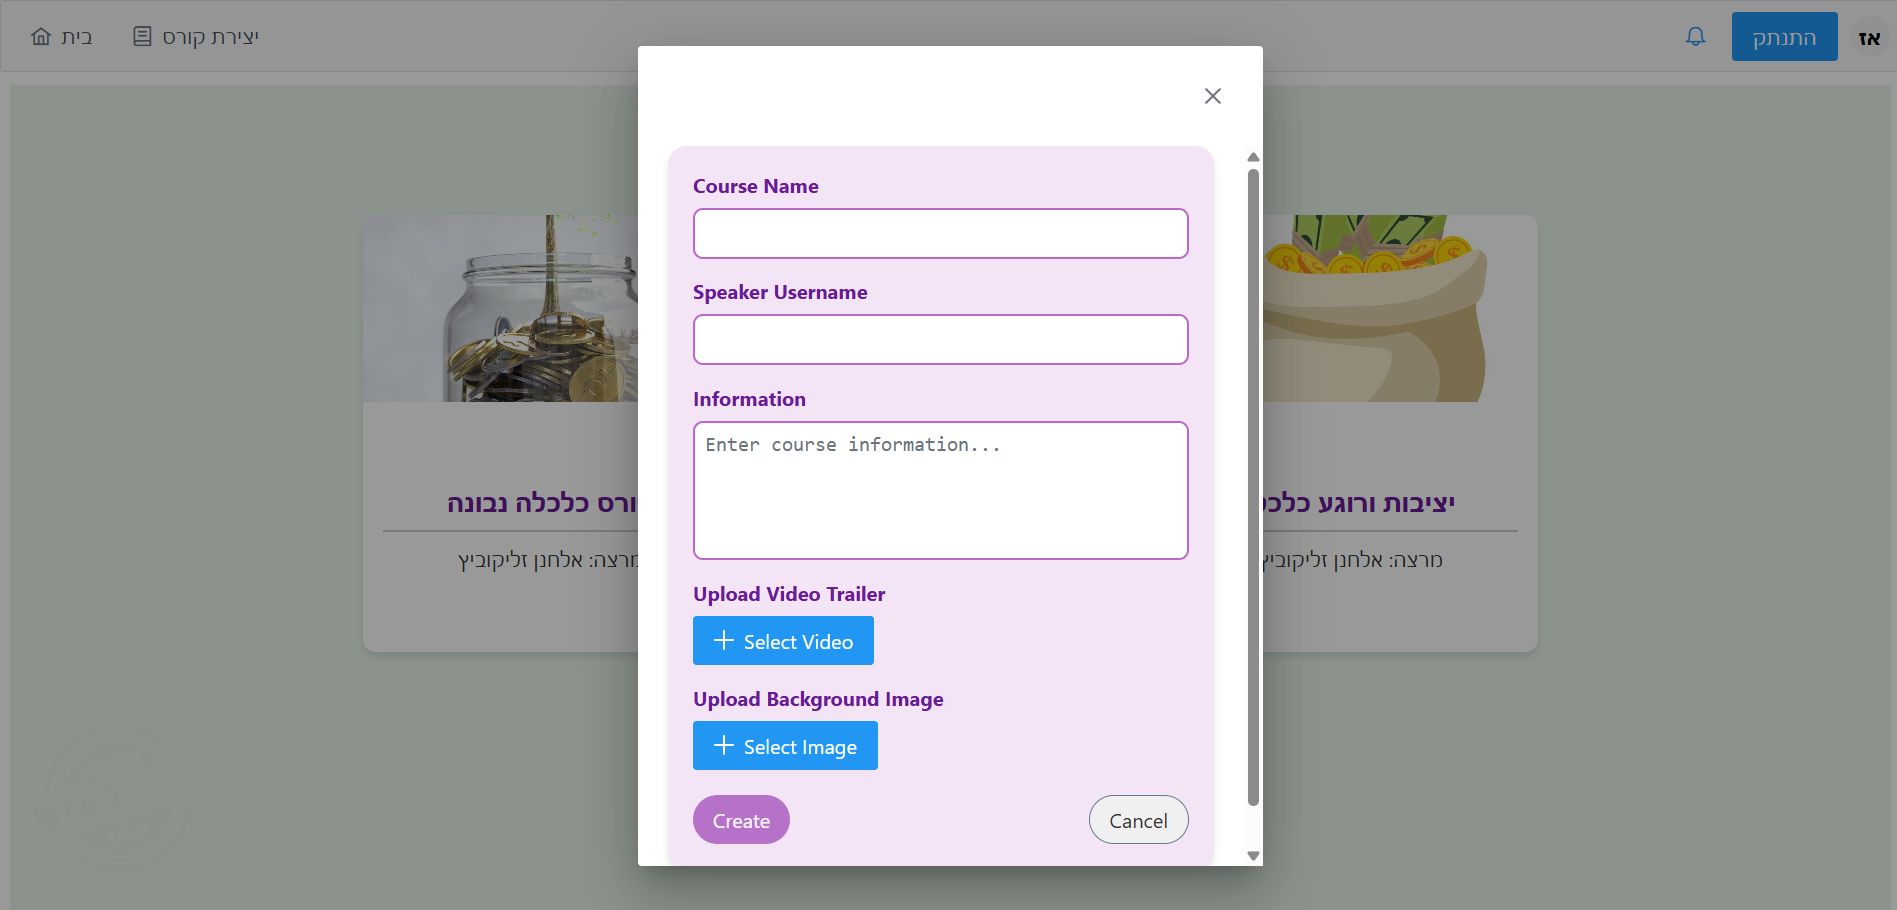 בית
יצירת קורס
התנתק
אז
Course Name
Speaker Username
Information
Enter course information...
Upload Video Trailer
+ Select Video
Upload Background Image
+ Select Image
Create
Cancel
ורס כלכלה נבונה
מרצה: אלחנן זליקוביץ
יציבות ורוגע כלכ
מרצה: אלחנן זליקוביץ